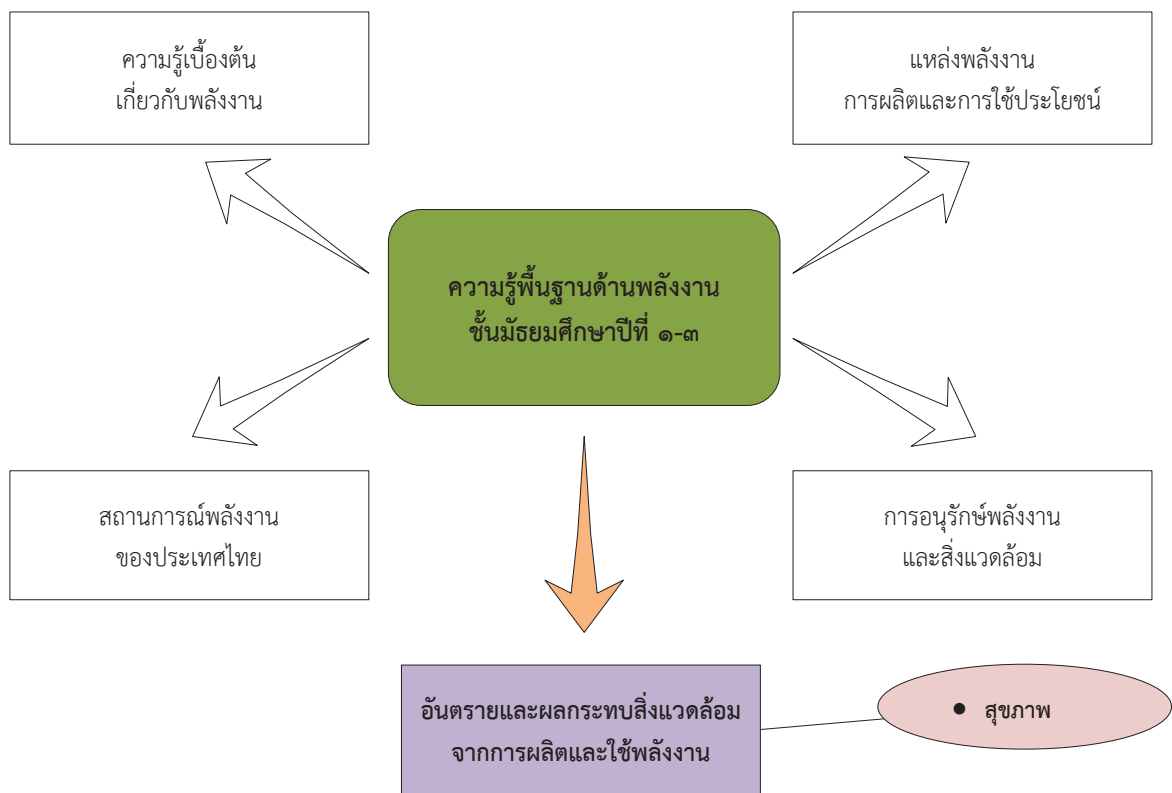 ความรู้เบื้องต้น
เกี่ยวกับพลังงาน
แหล่งพลังงาน
การผลิตและการใช้ประโยชน์
ความรู้พื้นฐานด้านพลังงาน
ชั้นมัธยมศึกษาปีที่ ๑-๓
สถานการณ์พลังงาน
ของประเทศไทย
การอนุรักษ์พลังงาน
และสิ่งแวดล้อม
อันตรายและผลกระทบสิ่งแวดล้อม
จากการผลิตและใช้พลังงาน
● สุขภาพ